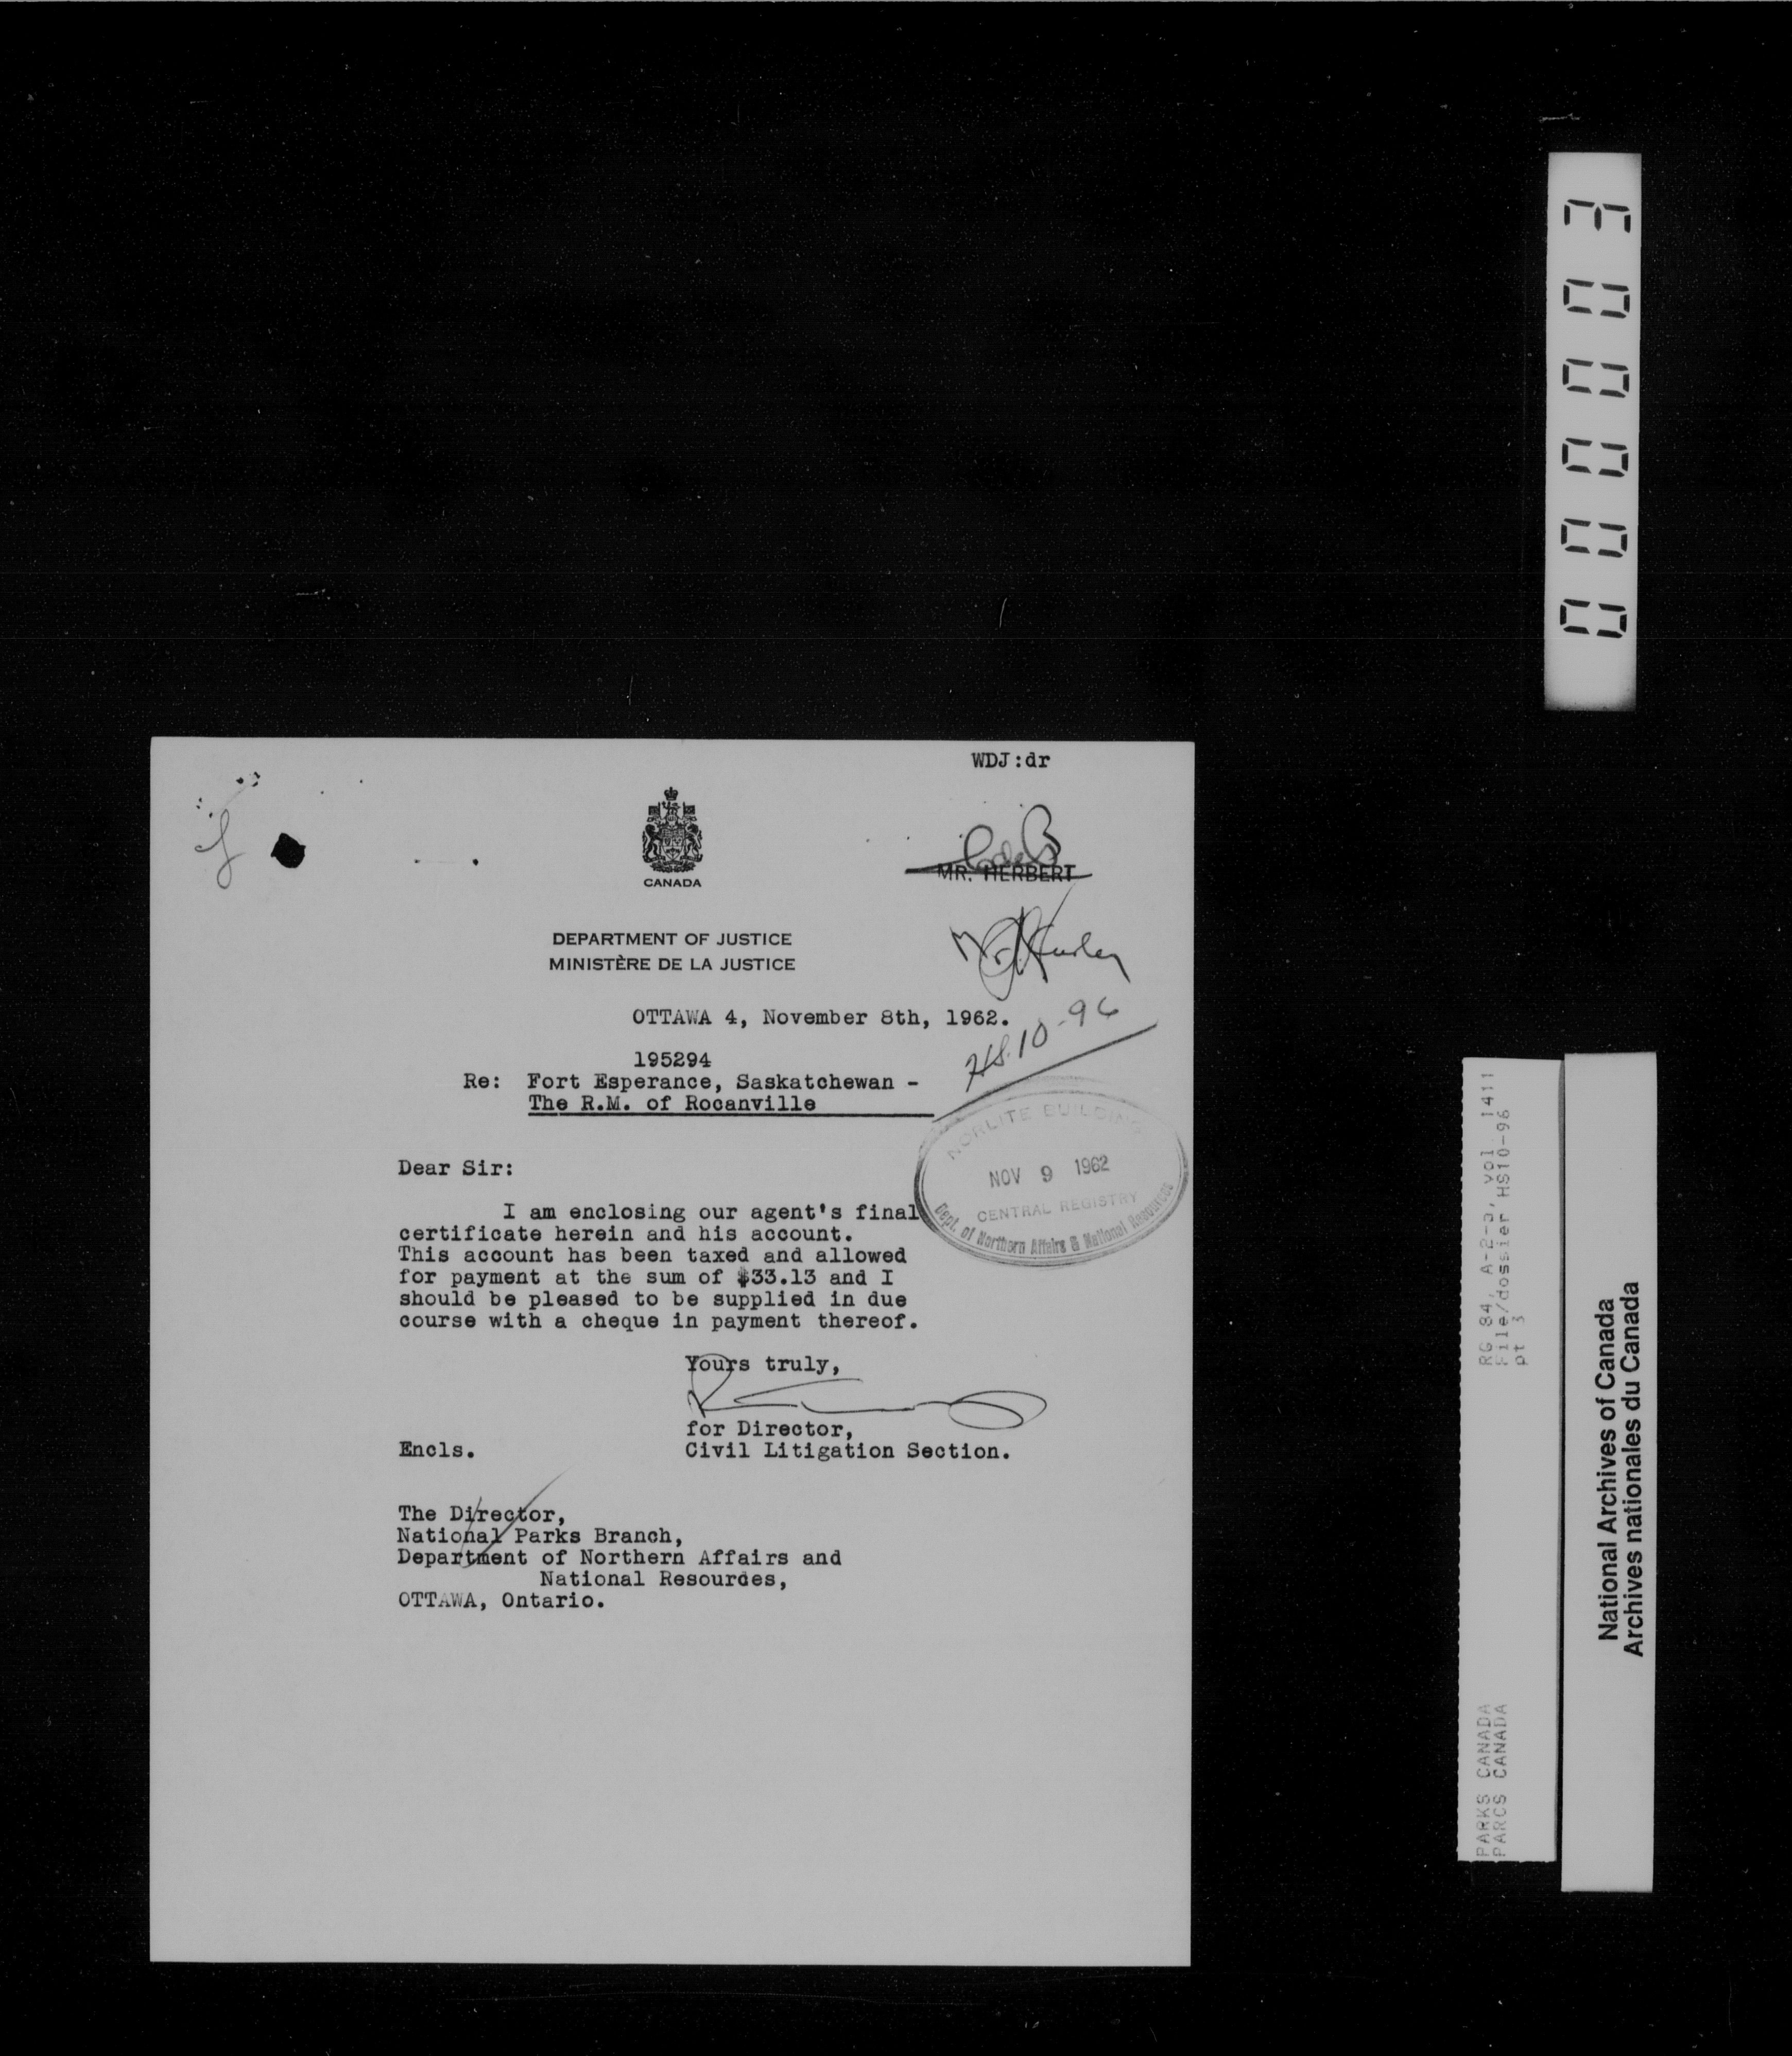 WDJ:dr
CANADA
MR. HERBERT
DEPARTMENT OF JUSTICE
MINISTÈRE DE LA JUSTICE
Mr. Hurley
OTTAWA 4, November 8th, 1962.
HS.10-96
195294
Re: Fort Esperance, Saskatchewan -
The R.M. of Rocanville
NORLITE BUILDING
NOV 9 1962
CENTRAL REGISTRY
Dept. of Northern Affairs & National Resources
Dear Sir:
I am enclosing our agent's final
certificate herein and his account.
This account has been taxed and allowed
for payment at the sum of $33.13 and I
should be pleased to be supplied in due
course with a cheque in payment thereof.
Yours truly,
for Director,
Encls. Civil Litigation Section.
The Director,
National Parks Branch,
Department of Northern Affairs and
National Resourdes,
OTTAWA, Ontario.
000003
PARKS CANADA RG 84, A-2-a, vol 1411
PARCS CANADA File/dossier HS10-96
pt 3
National Archives of Canada
Archives nationales du Canada